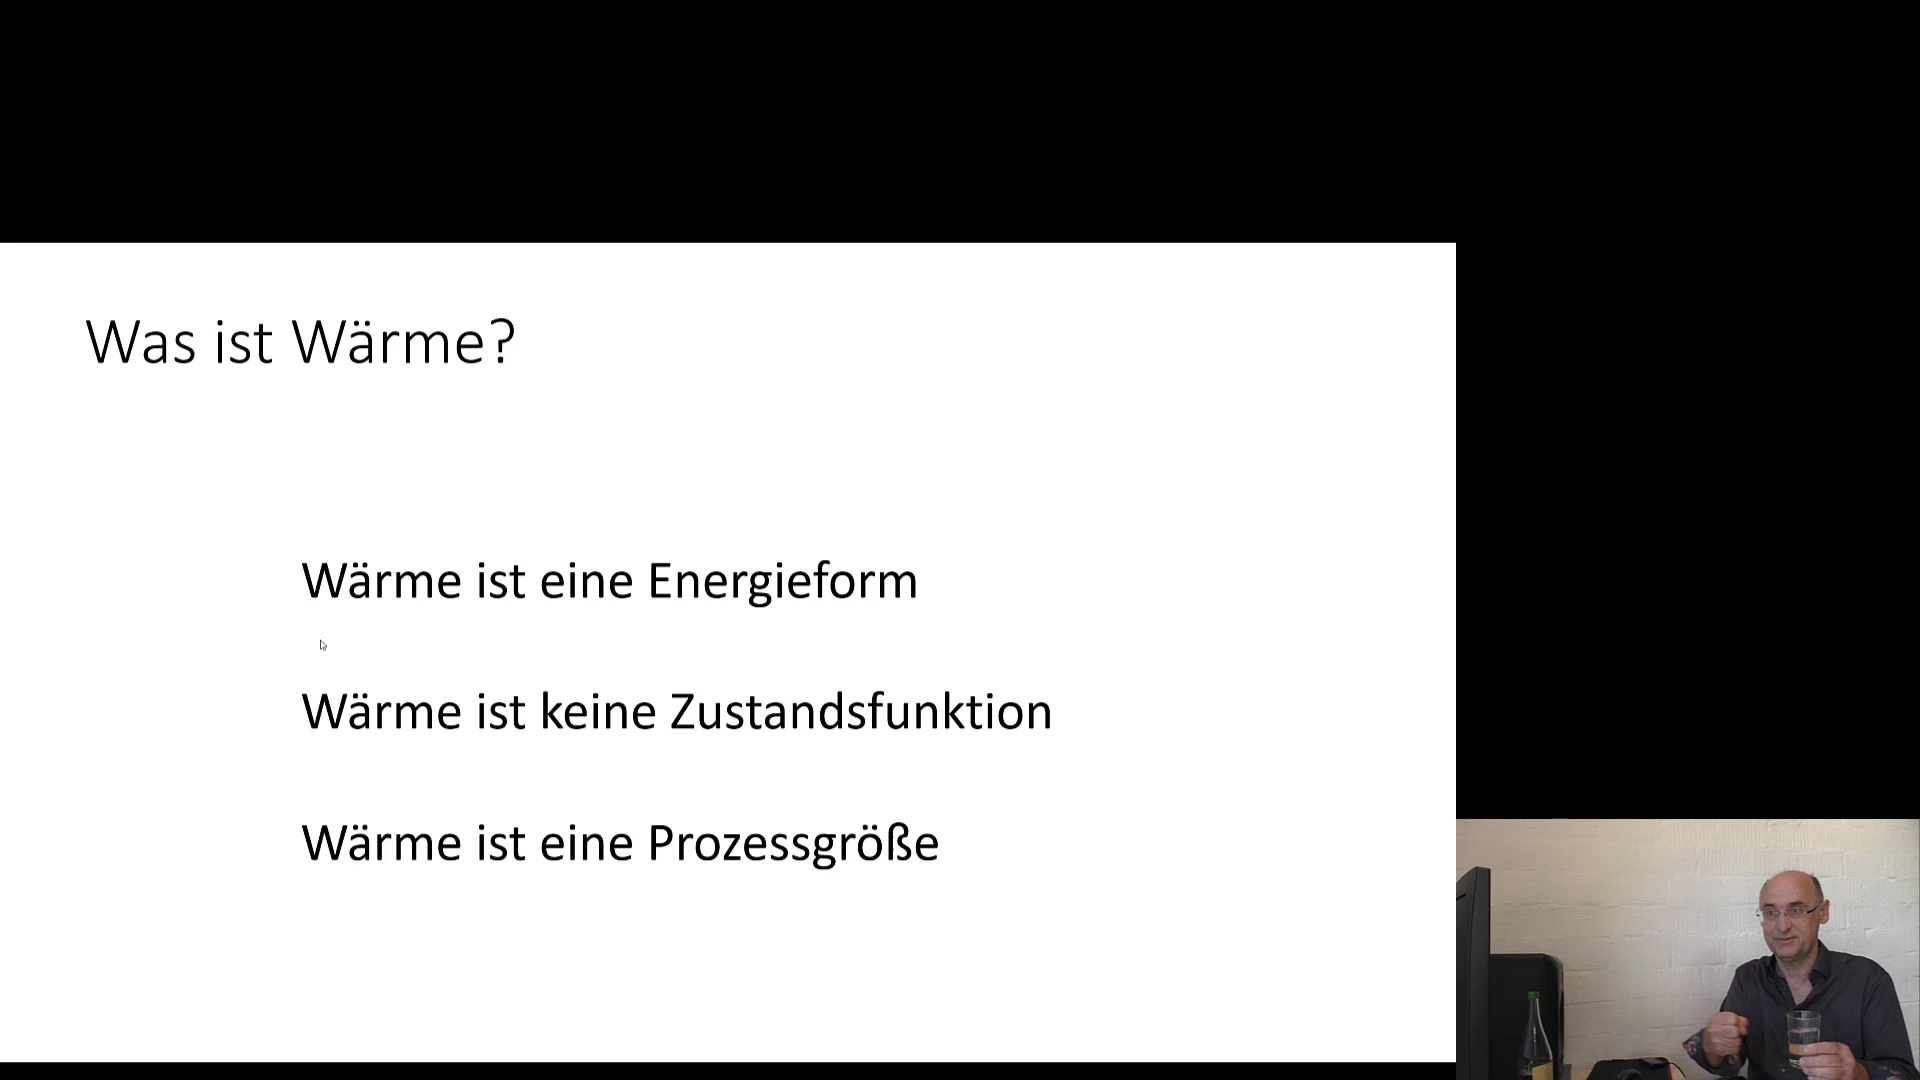 Was ist Wärme?
Wärme ist eine Energieform
Wärme ist keine Zustandsfunktion
Wärme ist eine Prozessgröße